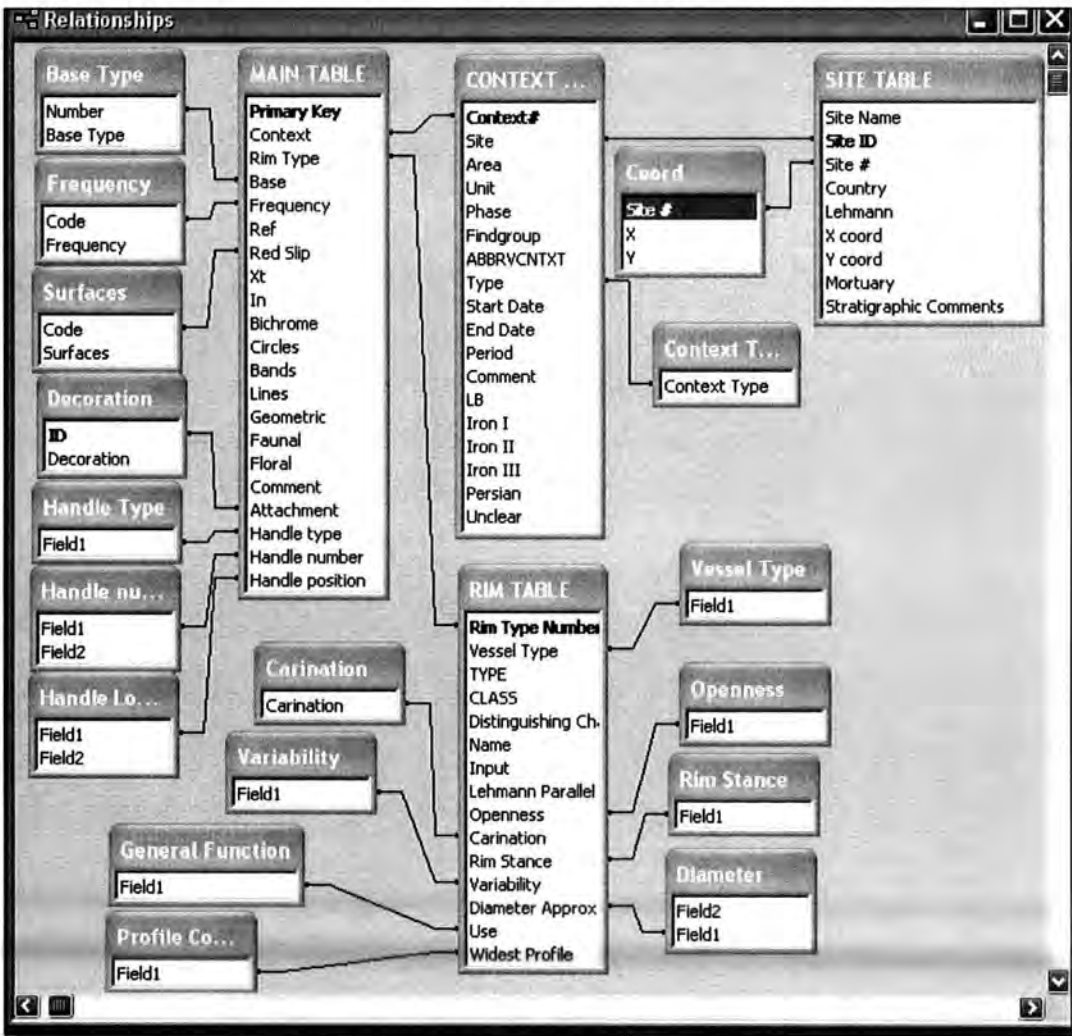 Relationships
Base Type
Number
Base Type
Frequency
Code
Frequency
Surfaces
Code
Surfaces
Decoration
ID
Decoration
Handle Type
Field1
Handle nu...
Field1
Field2
Handle Lo...
Field1
Field2
MAIN TABLE
Primary Key
Context
Rim Type
Base
Frequency
Ref
Red Slip
Xt
In
Bichrome
Circles
Bands
Lines
Geometric
Faunal
Floral
Comment
Attachment
Handle type
Handle number
Handle position
CONTEXT ...
Context#
Site
Area
Unit
Phase
Findgroup
ABBRVCNTXT
Type
Start Date
End Date
Period
Comment
LB
Iron I
Iron II
Iron III
Persian
Unclear
Coord
Site #
X
Y
SITE TABLE
Site Name
Site ID
Site #
Country
Lehmann
X coord
Y coord
Mortuary
Stratigraphic Comments
Context T...
Context Type
Carination
Carination
Variability
Field1
General Function
Field1
Profile Co...
Field1
RIM TABLE
Rim Type Number
Vessel Type
TYPE
CLASS
Distinguishing Ch
Name
Input
Lehmann Parallel
Openness
Carination
Rim Stance
Variability
Diameter Approx
Use
Widest Profile
Vessel Type
Field1
Openness
Field1
Rim Stance
Field1
Diameter
Field2
Field1